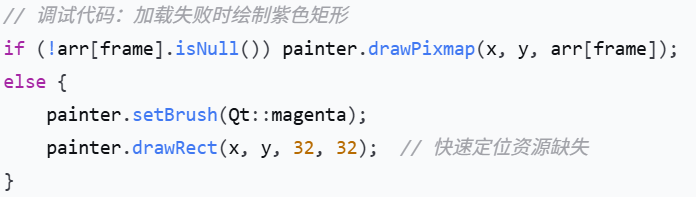 // 调试代码：加载失败时绘制紫色矩形
if (!arr[frame].isNull()) painter.drawPixmap(x, y, arr[frame]);
else {
    painter.setBrush(Qt::magenta);
    painter.drawRect(x, y, 32, 32);  // 快速定位资源缺失
}